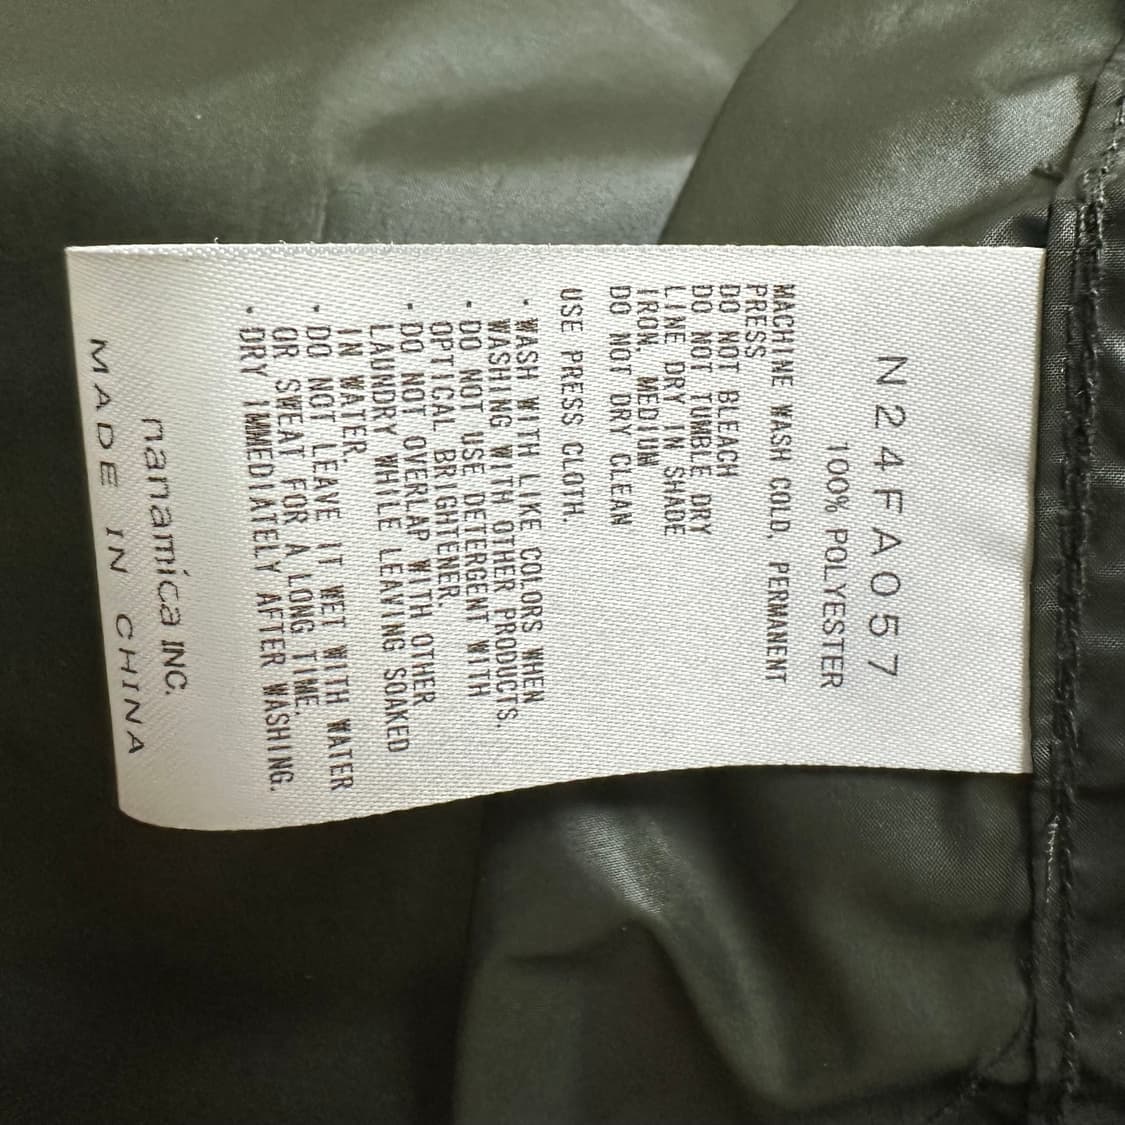 N24FA057
100% POLYESTER
MACHINE WASH COLD, PERMANENT
PRESS
DO NOT BLEACH
DO NOT TUMBLE DRY
LINE DRY IN SHADE
IRON, MEDIUM
DO NOT DRY CLEAN
USE PRESS CLOTH.
・WASH WITH LIKE COLORS WHEN
WASHING WITH OTHER PRODUCTS.
・DO NOT USE DETERGENT WITH
OPTICAL BRIGHTENER.
・DO NOT OVERLAP WITH OTHER
LAUNDRY WHILE LEAVING SOAKED
IN WATER.
・DO NOT LEAVE IT WET WITH WATER
OR SWEAT FOR A LONG TIME.
・DRY IMMEDIATELY AFTER WASHING.
nanamica INC.
MADE IN CHINA